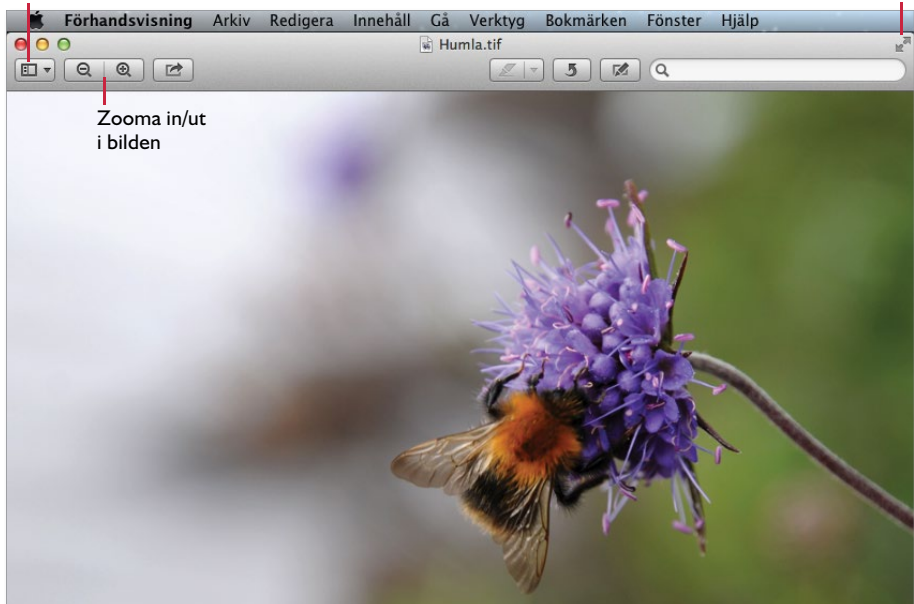 Förhandsvisning Arkiv Redigera Innehåll Gå Verktyg Bokmärken Fönster Hjälp
Humla.tif
Zooma in/ut
i bilden